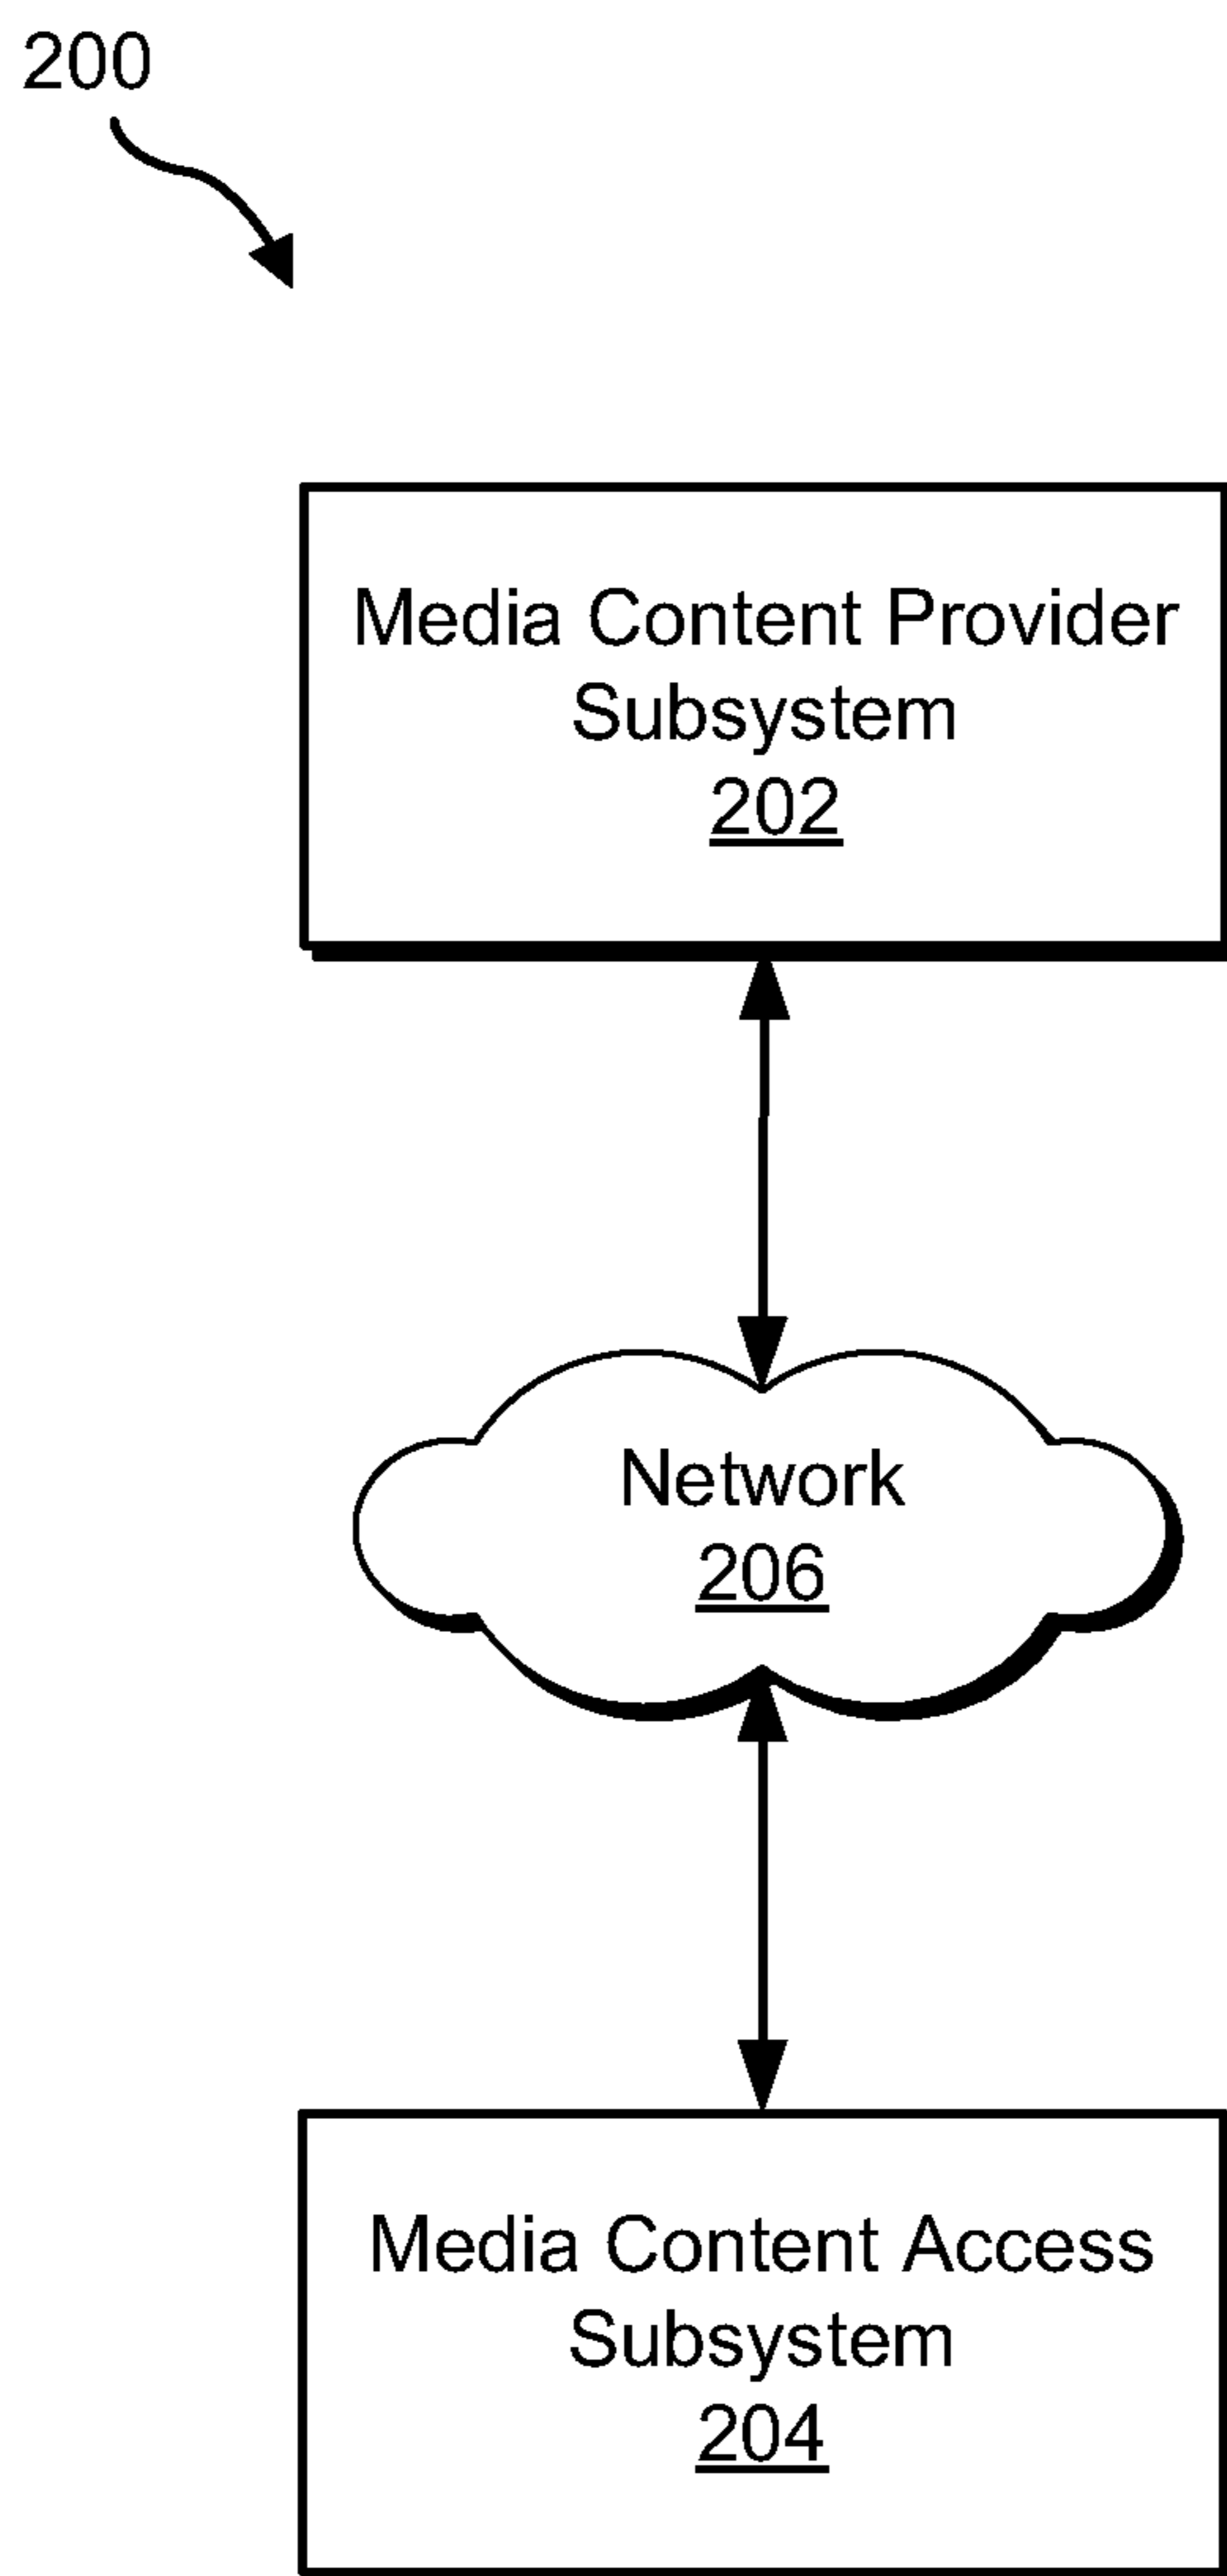 200
Media Content Provider
Subsystem
202
Network
206
Media Content Access
Subsystem
204